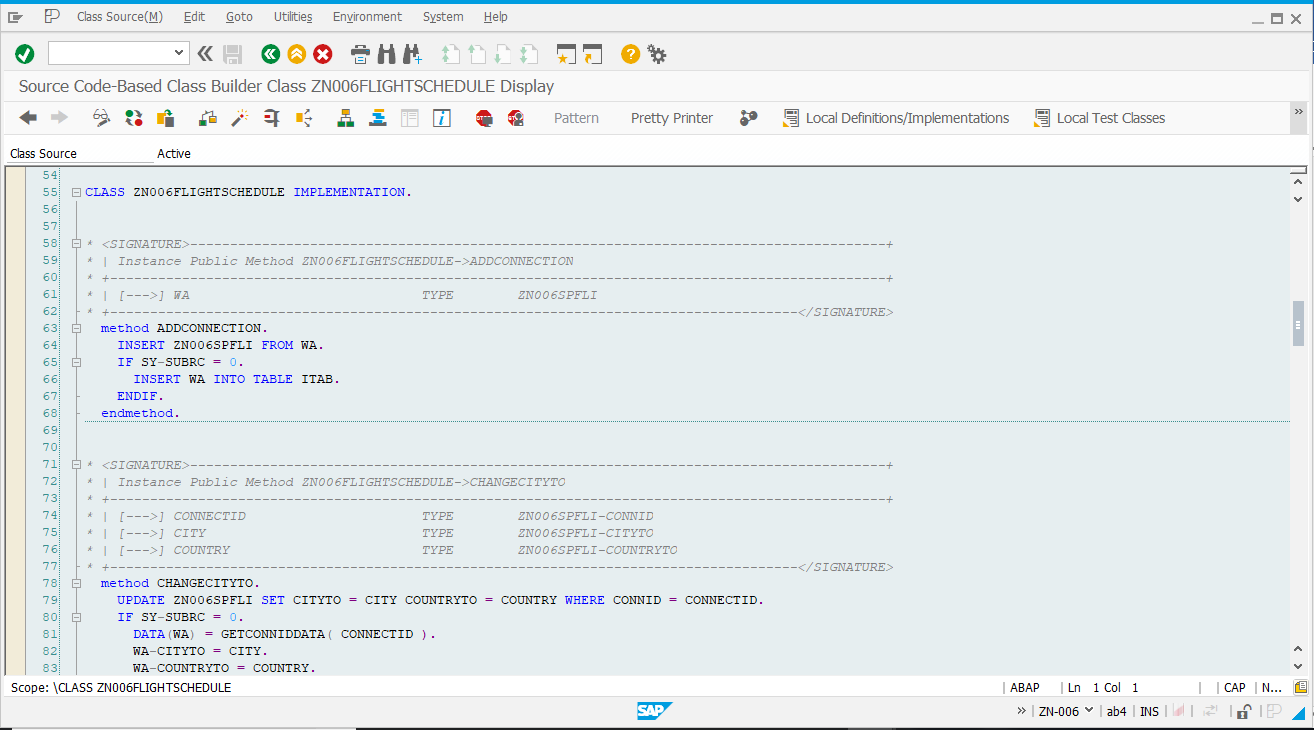 Class Source(M) Edit Goto Utilities Environment System Help
Source Code-Based Class Builder Class ZN006FLIGHTSCHEDULE Display
Pattern Pretty Printer Local Definitions/Implementations Local Test Classes
Class Source Active
54
55 CLASS ZN006FLIGHTSCHEDULE IMPLEMENTATION.
56
57
58 * <SIGNATURE>---------------------------------------------------------------------------------------+
59 * | Instance Public Method ZN006FLIGHTSCHEDULE->ADDCONNECTION
60 * +-------------------------------------------------------------------------------------------------+
61 * | [--->] WA TYPE ZN006SPFLI
62 * +--------------------------------------------------------------------------------------</SIGNATURE>
63 method ADDCONNECTION.
64 INSERT ZN006SPFLI FROM WA.
65 IF SY-SUBRC = 0.
66 INSERT WA INTO TABLE ITAB.
67 ENDIF.
68 endmethod.
69
70
71 * <SIGNATURE>---------------------------------------------------------------------------------------+
72 * | Instance Public Method ZN006FLIGHTSCHEDULE->CHANGECITYTO
73 * +-------------------------------------------------------------------------------------------------+
74 * | [--->] CONNECTID TYPE ZN006SPFLI-CONNID
75 * | [--->] CITY TYPE ZN006SPFLI-CITYTO
76 * | [--->] COUNTRY TYPE ZN006SPFLI-COUNTRYTO
77 * +--------------------------------------------------------------------------------------</SIGNATURE>
78 method CHANGECITYTO.
79 UPDATE ZN006SPFLI SET CITYTO = CITY COUNTRYTO = COUNTRY WHERE CONNID = CONNECTID.
80 IF SY-SUBRC = 0.
81 DATA(WA) = GETCONNIDDATA( CONNECTID ).
82 WA-CITYTO = CITY.
83 WA-COUNTRYTO = COUNTRY.
Scope: \CLASS ZN006FLIGHTSCHEDULE ABAP Ln 1 Col 1 CAP N...
SAP ZN-006 ab4 INS